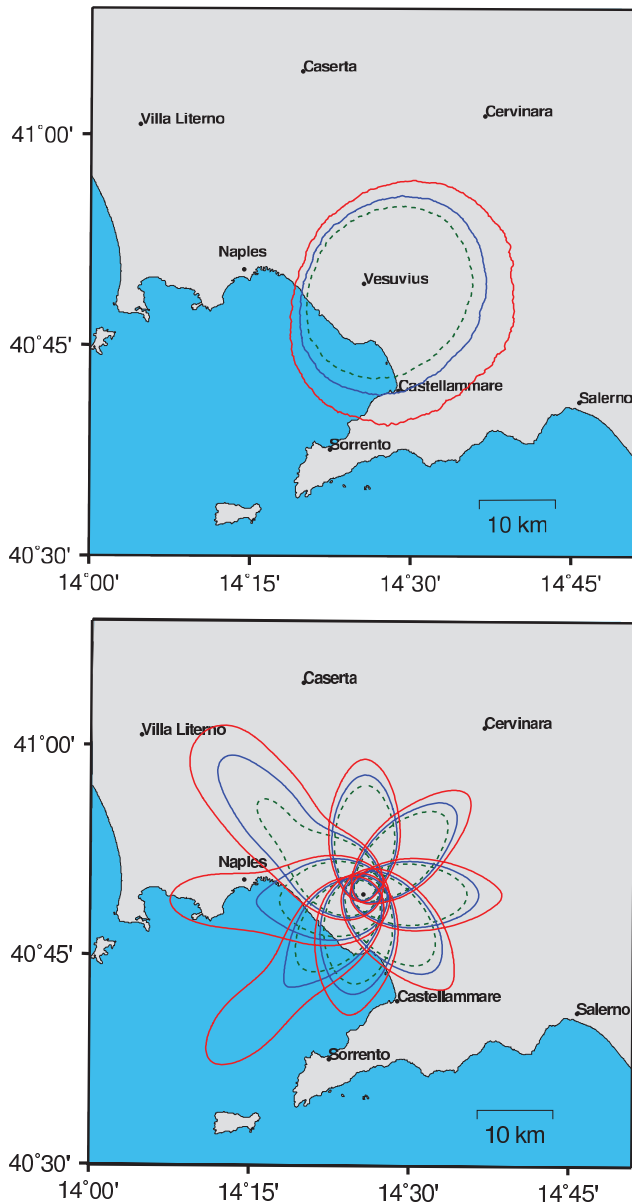 Caserta
Cervinara
Villa Literno
41°00'
Naples
Vesuvius
40°45'
Castellammare
Salerno
Sorrento
10 km
40°30'
14°00'
14°15'
14°30'
14°45'
Caserta
Cervinara
Villa Literno
41°00'
Naples
40°45'
Castellammare
Salerno
Sorrento
10 km
40°30'
14°00'
14°15'
14°30'
14°45'